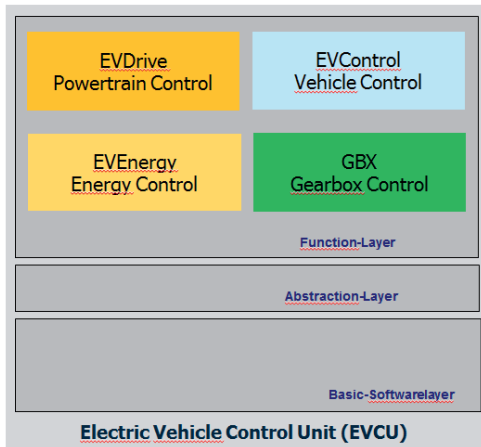 EVDrive
Powertrain Control
EVControl
Vehicle Control
EVEnergy
Energy Control
GBX
Gearbox Control
Function-Layer
Abstraction-Layer
Basic-Softwarelayer
Electric Vehicle Control Unit (EVCU)